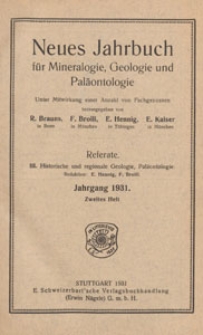 Neues Jahrbuch
für Mineralogie, Geologie und
Paläontologie
Unter Mitwirkung einer Anzahl von Fachgenossen
herausgegeben von
R. Brauns, F. Broili, E. Hennig, E. Kaiser
in Bonn in München in Tübingen in München
Referate.
III. Historische und regionale Geologie, Paläontologie
Redaktion: E. Hennig, F. Broili
Jahrgang 1931.
Zweites Heft
STUTTGART 1931
E. Schweizerbart'sche Verlagsbuchhandlung
(Erwin Nägele) G. m. b. H.